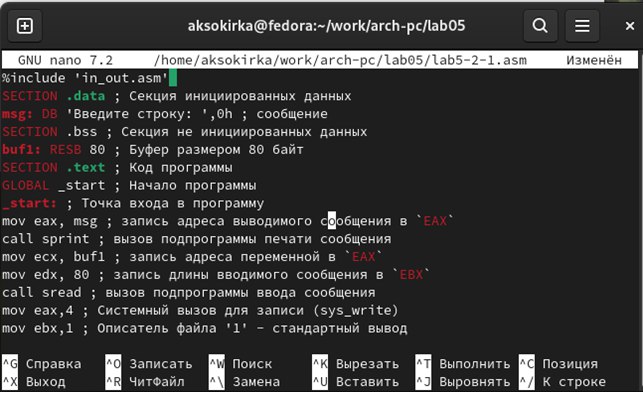 aksokirka@fedora:~/work/arch-pc/lab05
GNU nano 7.2 /home/aksokirka/work/arch-pc/lab05/lab5-2-1.asm Изменён
%include 'in_out.asm'
SECTION .data ; Секция инициированных данных
msg: DB 'Введите строку: ',0h ; сообщение
SECTION .bss ; Секция не инициированных данных
buf1: RESB 80 ; Буфер размером 80 байт
SECTION .text ; Код программы
GLOBAL _start ; Начало программы
_start: ; Точка входа в программу
mov eax, msg ; запись адреса выводимого сообщения в `EAX`
call sprint ; вызов подпрограммы печати сообщения
mov ecx, buf1 ; запись адреса переменной в `EAX`
mov edx, 80 ; запись длины вводимого сообщения в `EBX`
call sread ; вызов подпрограммы ввода сообщения
mov eax,4 ; Системный вызов для записи (sys_write)
mov ebx,1 ; Описатель файла '1' - стандартный вывод
^G Справка ^O Записать ^W Поиск ^K Вырезать ^T Выполнить ^C Позиция
^X Выход ^R ЧитФайл ^\ Замена ^U Вставить ^J Выровнять ^/ К строке